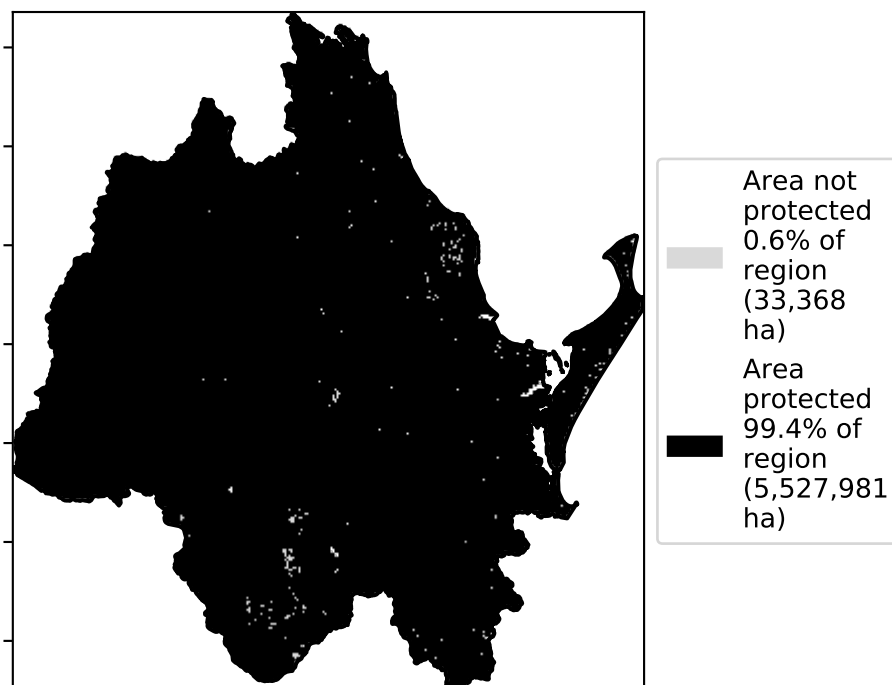 Area not
protected
0.6% of
region
(33,368
ha)
Area
protected
99.4% of
region
(5,527,981
ha)